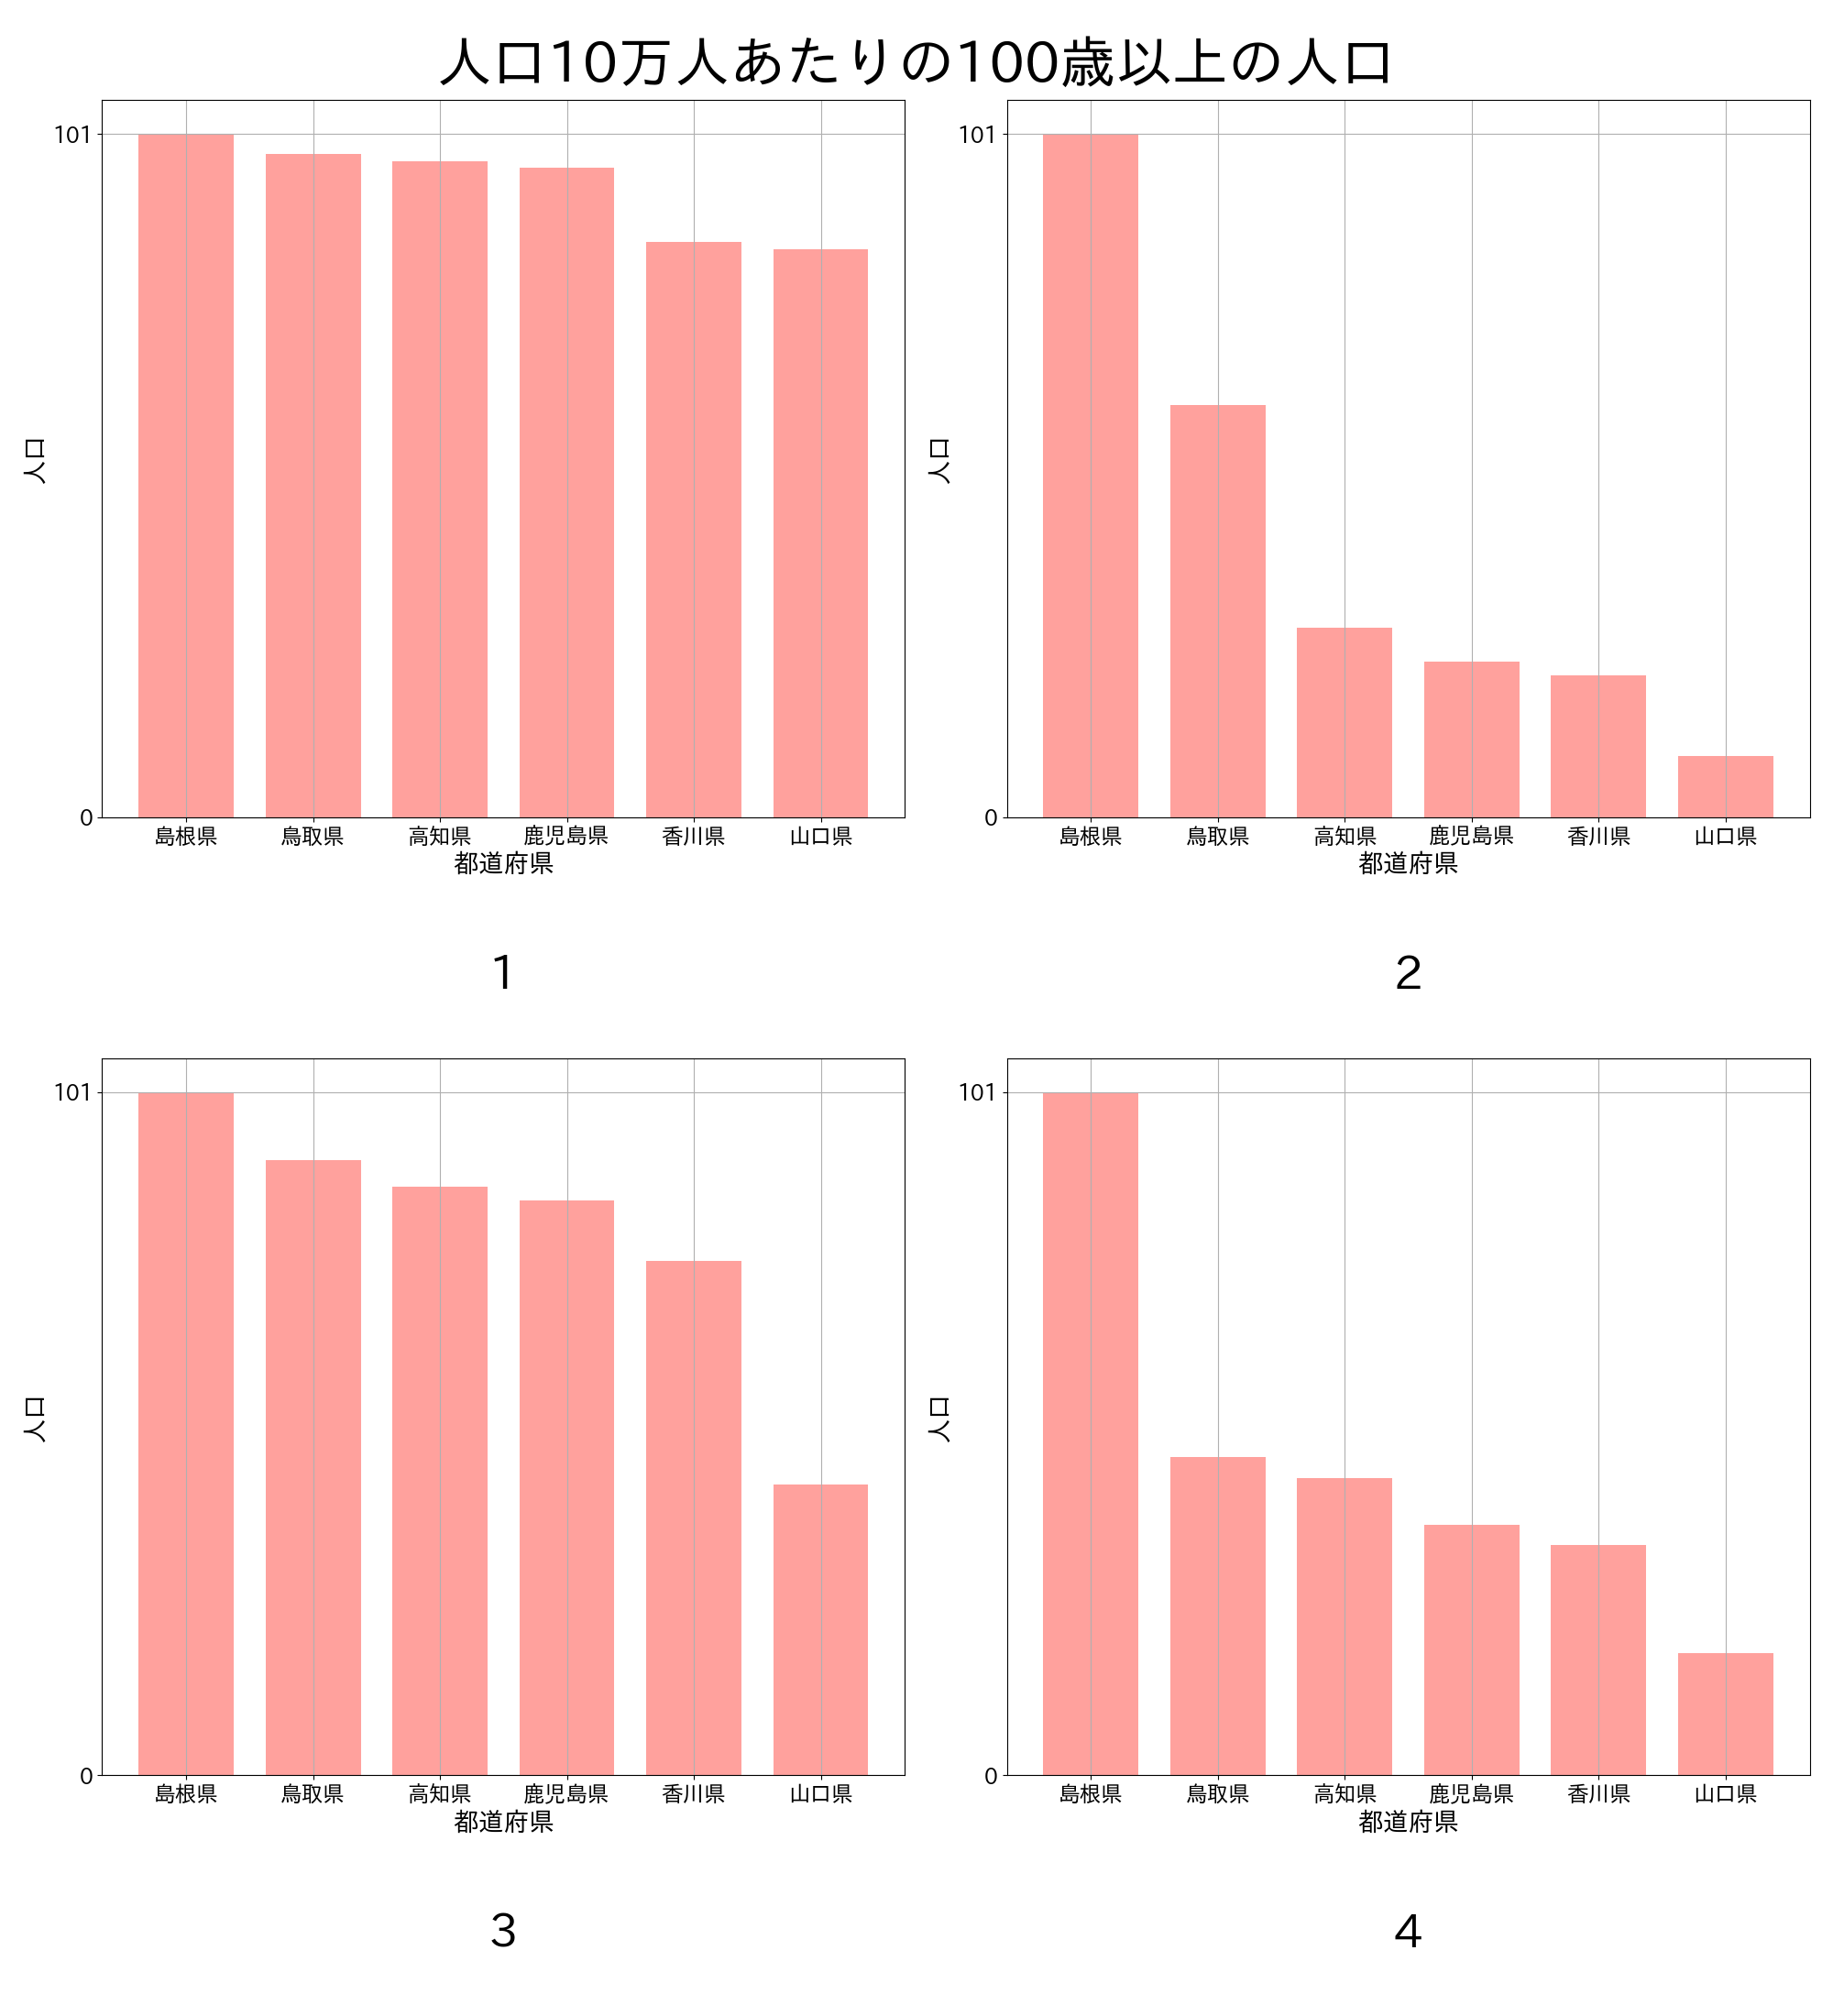 人口10万人あたりの100歳以上の人口
人口
101
0
島根県 鳥取県 高知県 鹿児島県 香川県 山口県
都道府県
1
人口
101
0
島根県 鳥取県 高知県 鹿児島県 香川県 山口県
都道府県
2
人口
101
0
島根県 鳥取県 高知県 鹿児島県 香川県 山口県
都道府県
3
人口
101
0
島根県 鳥取県 高知県 鹿児島県 香川県 山口県
都道府県
4